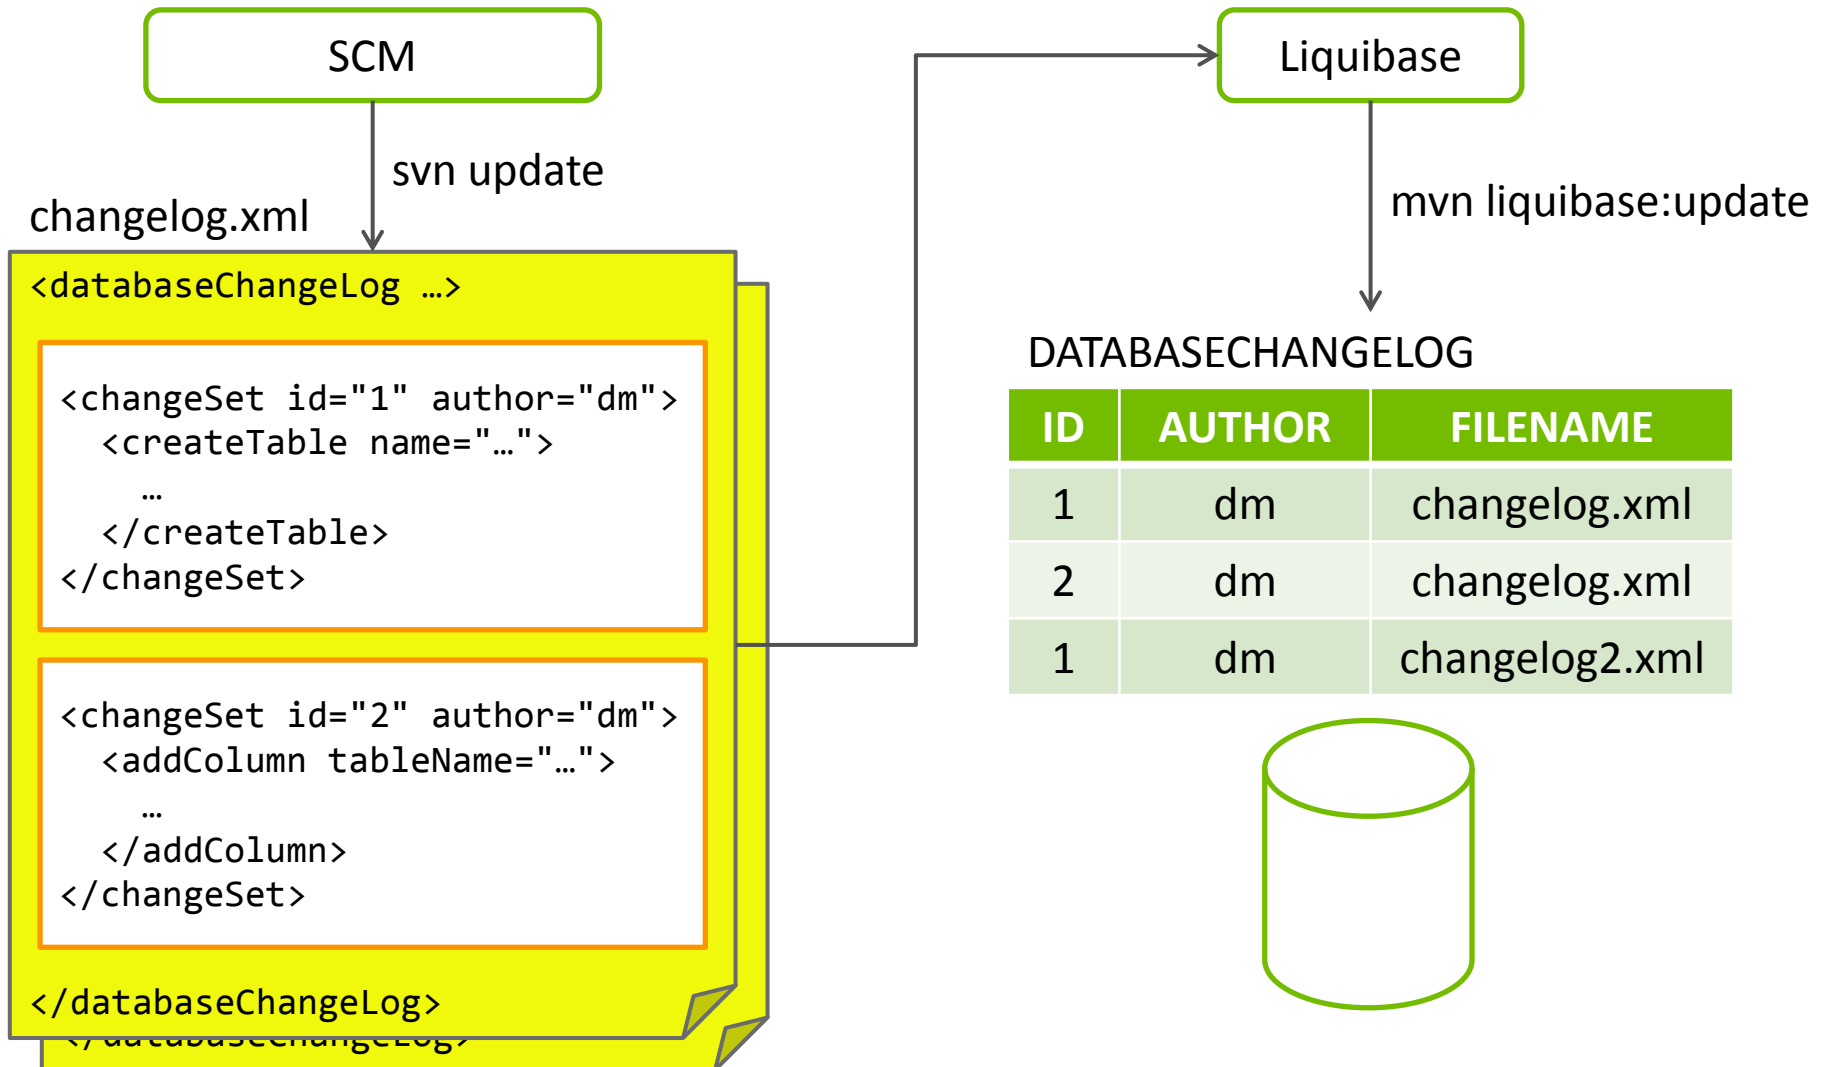 SCM
svn update
changelog.xml
<databaseChangeLog …>
<changeSet id="1" author="dm">
<createTable name="…">
…
</createTable>
</changeSet>
<changeSet id="2" author="dm">
<addColumn tableName="…">
…
</addColumn>
</changeSet>
</databaseChangeLog>
</databaseChangeLog>
Liquibase
mvn liquibase:update
DATABASECHANGELOG
ID AUTHOR FILENAME
1 dm changelog.xml
2 dm changelog.xml
1 dm changelog2.xml